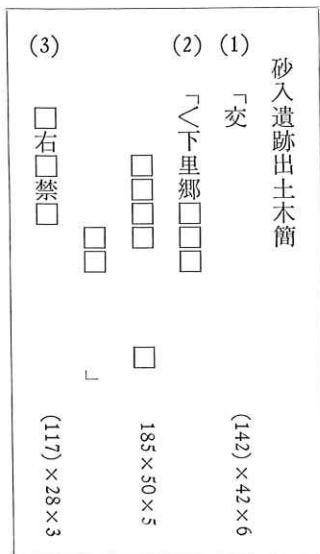 砂入遺跡出土木簡
(1)
「交
(142)×42×6
(2)
「<下里郷□□□
□□□□ □
□□ 」
185×50×5
(3)
□右□禁□
(117)×28×3